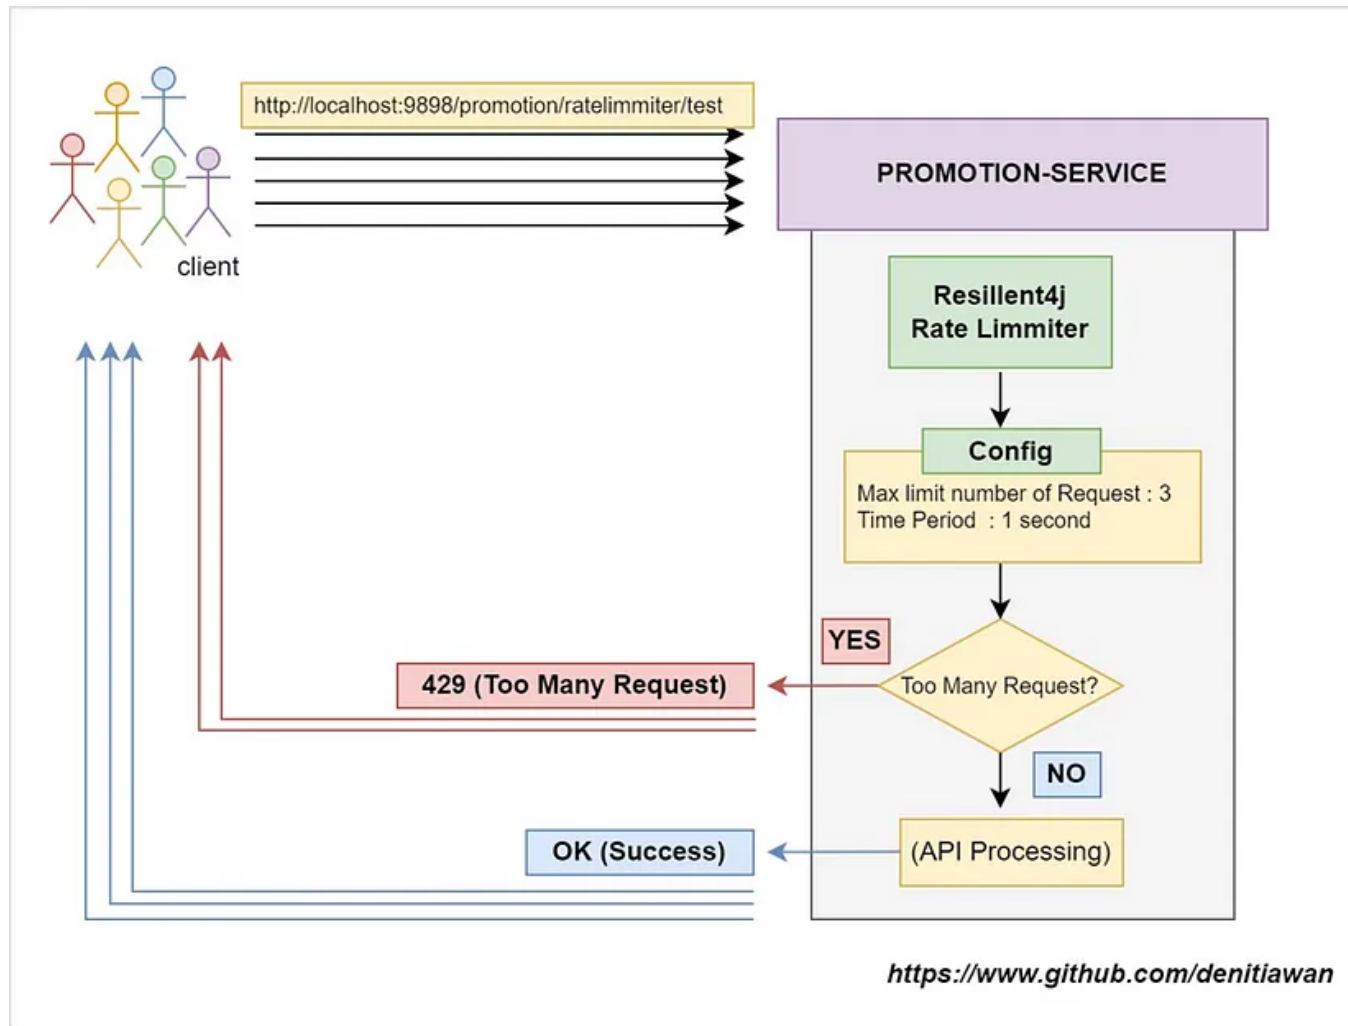 http://localhost:9898/promotion/ratelimmiter/test
PROMOTION-SERVICE
client
Resillent4j
Rate Limmiter
Config
Max limit number of Request : 3
Time Period  : 1 second
YES
429 (Too Many Request)
Too Many Request?
NO
OK (Success)
(API Processing)
https://www.github.com/denitiawan